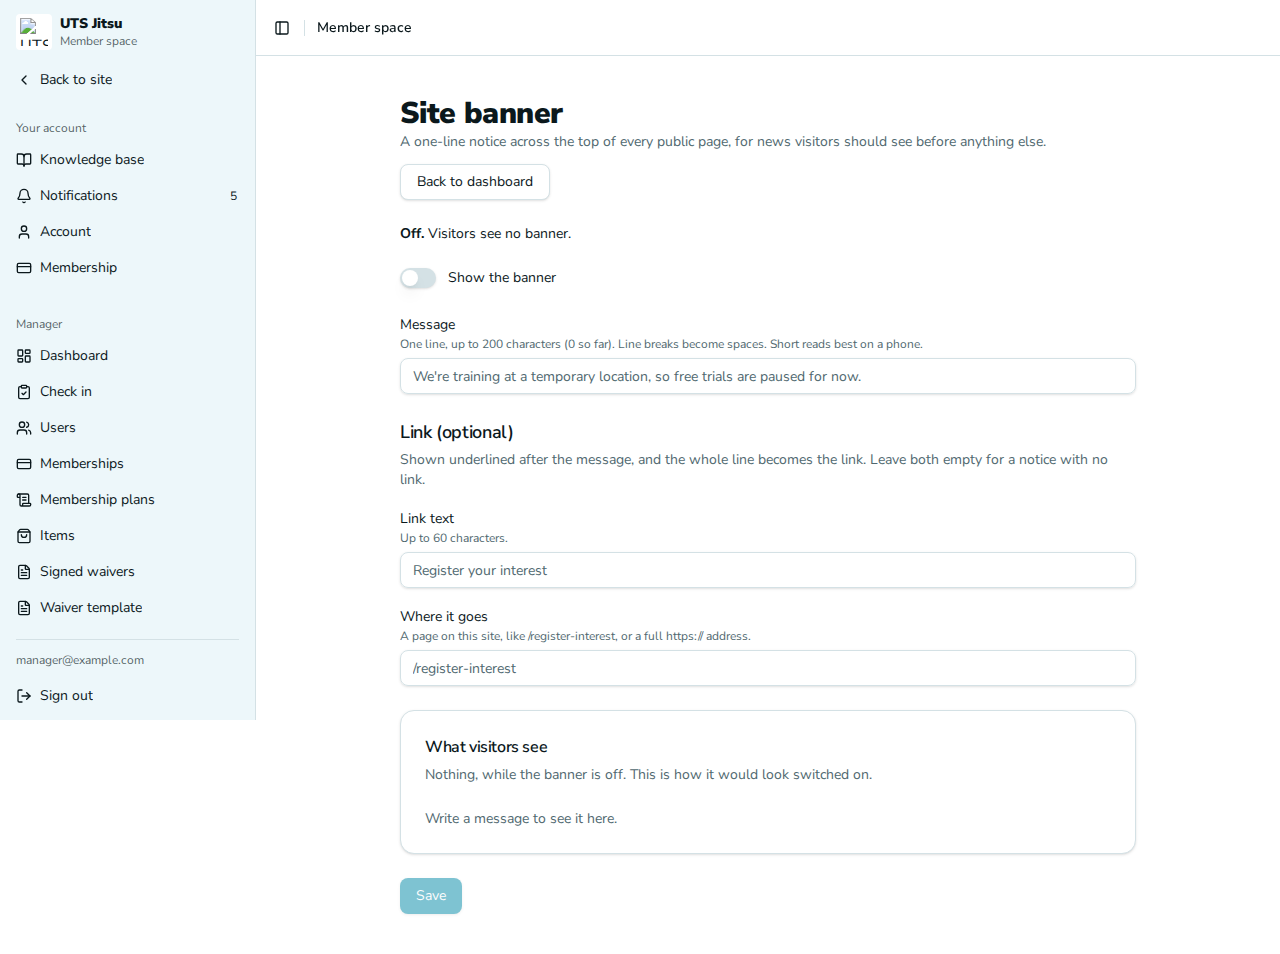 UTS Jitsu
Member space
Back to site
Your account
Knowledge base
Notifications 5
Account
Membership
Manager
Dashboard
Check in
Users
Memberships
Membership plans
Items
Signed waivers
Waiver template
manager@example.com
Sign out
Member space
Site banner
A one-line notice across the top of every public page, for news visitors should see before anything else.
Back to dashboard
Off. Visitors see no banner.
Show the banner
Message
One line, up to 200 characters (0 so far). Line breaks become spaces. Short reads best on a phone.
We're training at a temporary location, so free trials are paused for now.
Link (optional)
Shown underlined after the message, and the whole line becomes the link. Leave both empty for a notice with no
link.
Link text
Up to 60 characters.
Register your interest
Where it goes
A page on this site, like /register-interest, or a full https:// address.
/register-interest
What visitors see
Nothing, while the banner is off. This is how it would look switched on.
Write a message to see it here.
Save